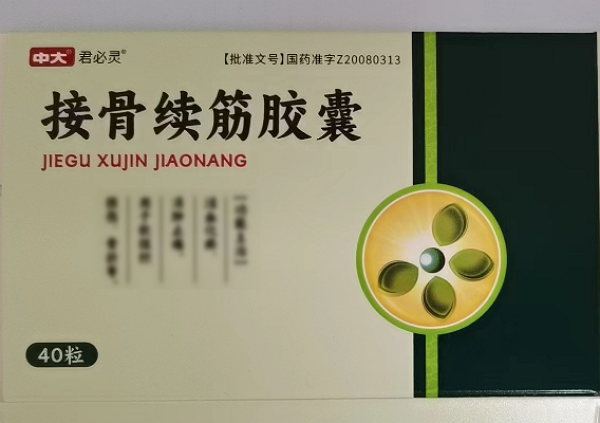 中大® 君必灵®
【批准文号】国药准字Z20080313
接骨续筋胶囊
JIEGU XUJIN JIAONANG
40粒